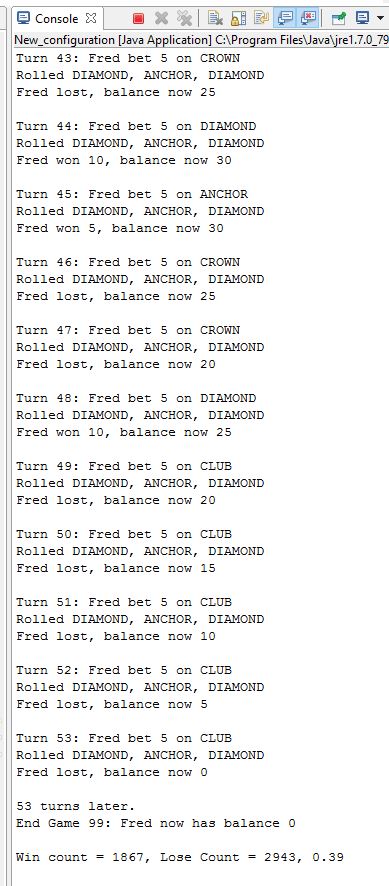 Console
New_configuration [Java Application] C:\Program Files\Java\jre1.7.0_79
Turn 43: Fred bet 5 on CROWN
Rolled DIAMOND, ANCHOR, DIAMOND
Fred lost, balance now 25
Turn 44: Fred bet 5 on DIAMOND
Rolled DIAMOND, ANCHOR, DIAMOND
Fred won 10, balance now 30
Turn 45: Fred bet 5 on ANCHOR
Rolled DIAMOND, ANCHOR, DIAMOND
Fred won 5, balance now 30
Turn 46: Fred bet 5 on CROWN
Rolled DIAMOND, ANCHOR, DIAMOND
Fred lost, balance now 25
Turn 47: Fred bet 5 on CROWN
Rolled DIAMOND, ANCHOR, DIAMOND
Fred lost, balance now 20
Turn 48: Fred bet 5 on DIAMOND
Rolled DIAMOND, ANCHOR, DIAMOND
Fred won 10, balance now 25
Turn 49: Fred bet 5 on CLUB
Rolled DIAMOND, ANCHOR, DIAMOND
Fred lost, balance now 20
Turn 50: Fred bet 5 on CLUB
Rolled DIAMOND, ANCHOR, DIAMOND
Fred lost, balance now 15
Turn 51: Fred bet 5 on CLUB
Rolled DIAMOND, ANCHOR, DIAMOND
Fred lost, balance now 10
Turn 52: Fred bet 5 on CLUB
Rolled DIAMOND, ANCHOR, DIAMOND
Fred lost, balance now 5
Turn 53: Fred bet 5 on CLUB
Rolled DIAMOND, ANCHOR, DIAMOND
Fred lost, balance now 0
53 turns later.
End Game 99: Fred now has balance 0
Win count = 1867, Lose Count = 2943, 0.39